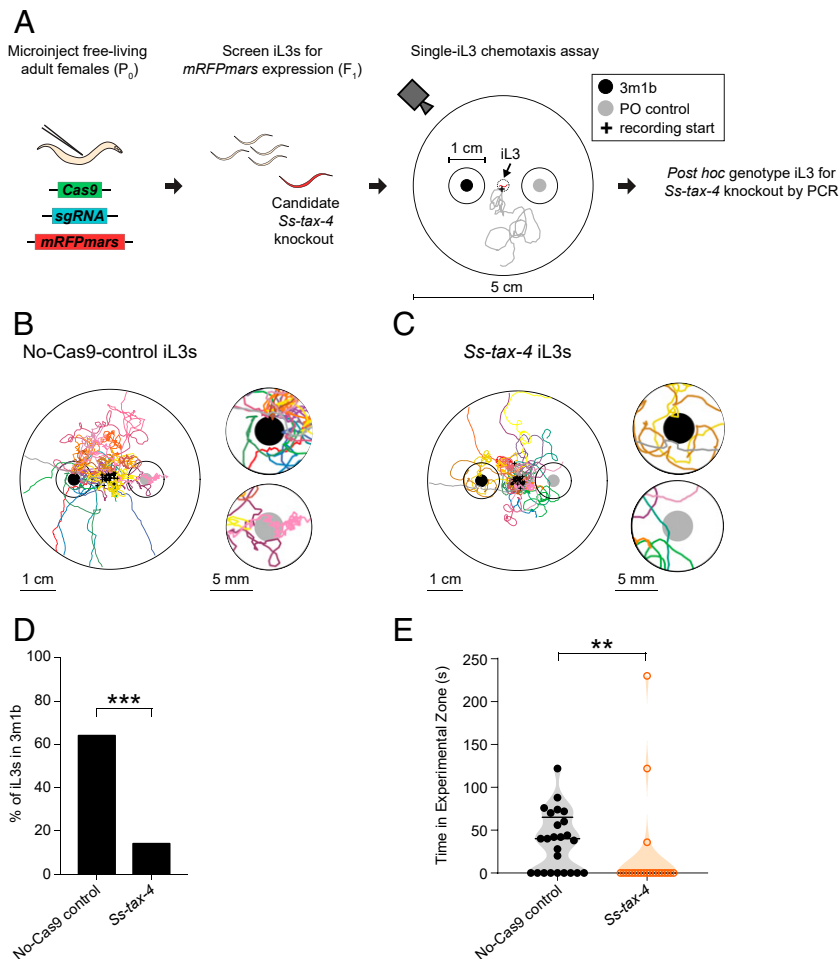 A
Microinject free-living
adult females (P0)
Screen iL3s for
mRFPmars expression (F1)
Single-iL3 chemotaxis assay
3m1b
PO control
+ recording start
Cas9
sgRNA
mRFPmars
Candidate
Ss-tax-4
knockout
1 cm
iL3
5 cm
Post hoc genotype iL3 for
Ss-tax-4 knockout by PCR
B
No-Cas9-control iL3s
1 cm
5 mm
C
Ss-tax-4 iL3s
1 cm
5 mm
D
% of iL3s in 3m1b
100
80
60
40
20
0
***
No-Cas9 control
Ss-tax-4
E
Time in Experimental Zone (s)
250
200
150
100
50
0
**
No-Cas9 control
Ss-tax-4